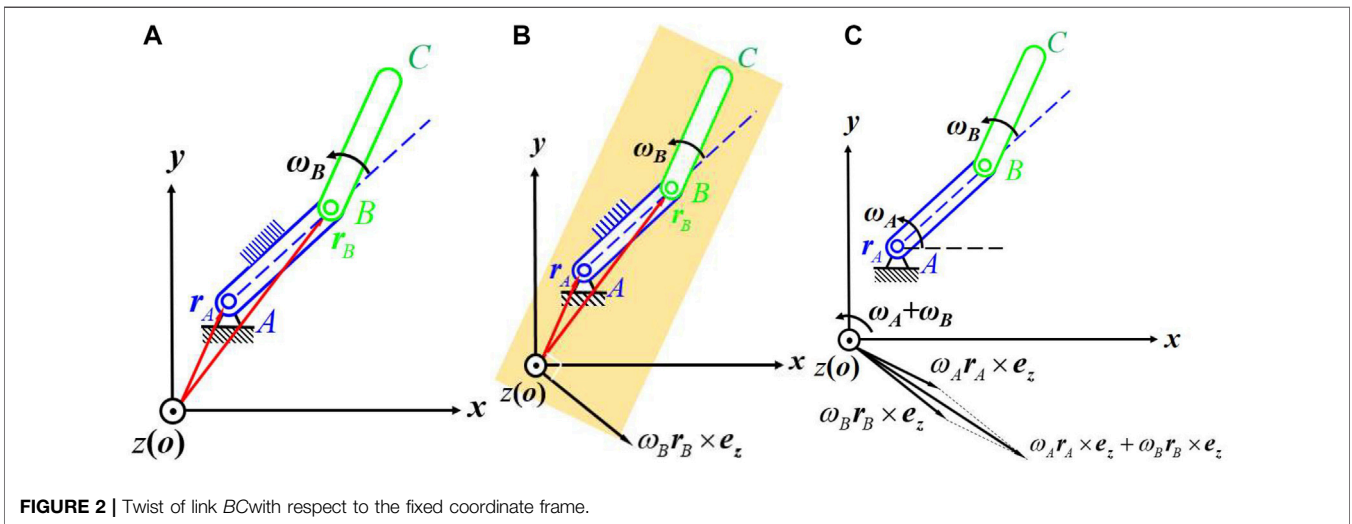 A
y
C
ω_B
B
r_B
r_A
A
z(o)
x
B
y
C
ω_B
B
r_B
r_A
A
z(o)
x
ω_B r_B × e_z
C
y
C
ω_B
B
ω_A
r_A
A
ω_A+ω_B
z(o)
x
ω_A r_A × e_z
ω_B r_B × e_z
ω_A r_A × e_z + ω_B r_B × e_z
FIGURE 2 | Twist of link BCwith respect to the fixed coordinate frame.